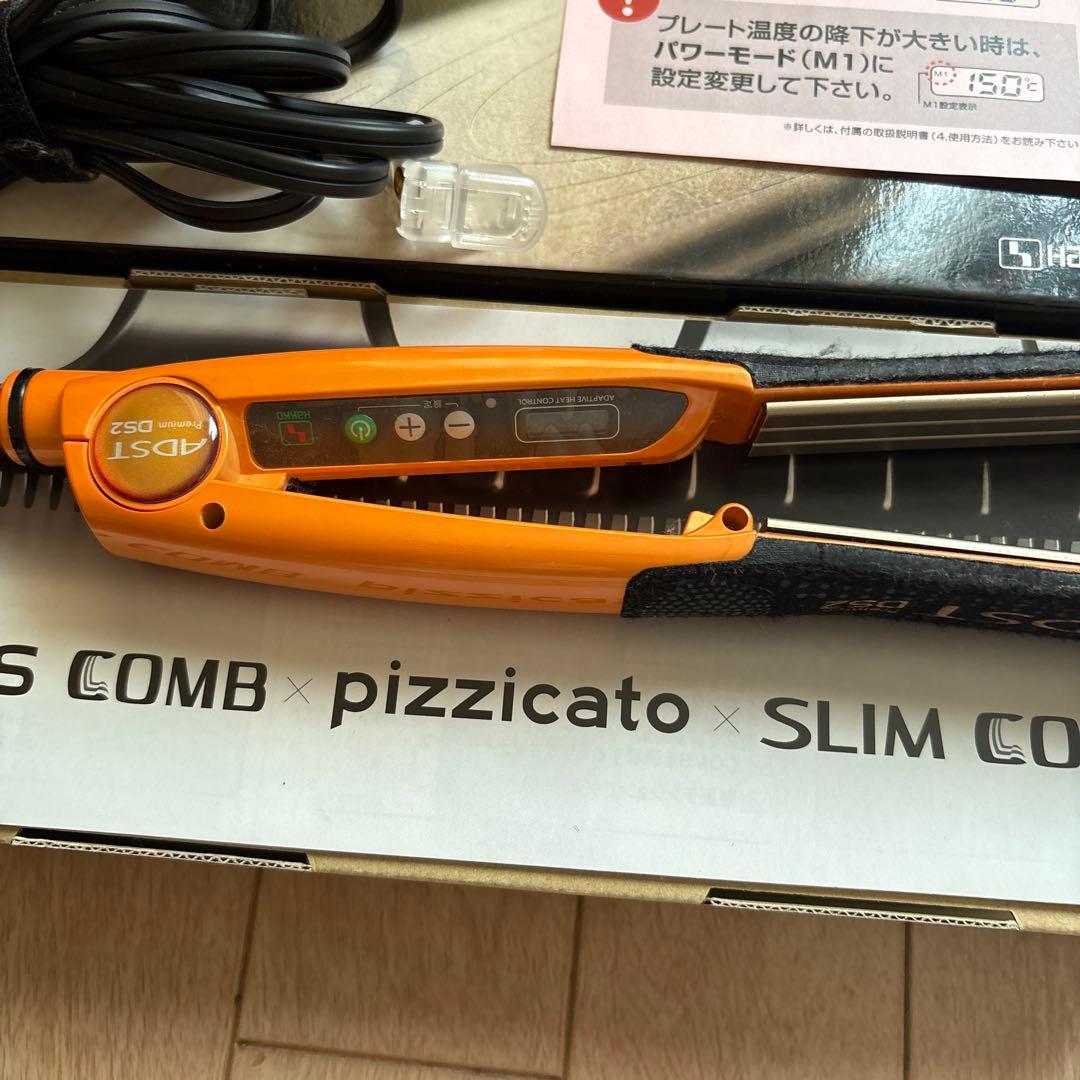 プレート温度の降下が大きい時は、
パワーモード（M1）に
設定変更して下さい。
M1
150℃
M1設定表示
※詳しくは、付属の取扱説明書（4.使用方法）をお読み下さい
ADST
Premium DS2
HAKKO
設定
ADAPTIVE HEAT CONTROL
DS2
S COMB × pizzicato × SLIM CO